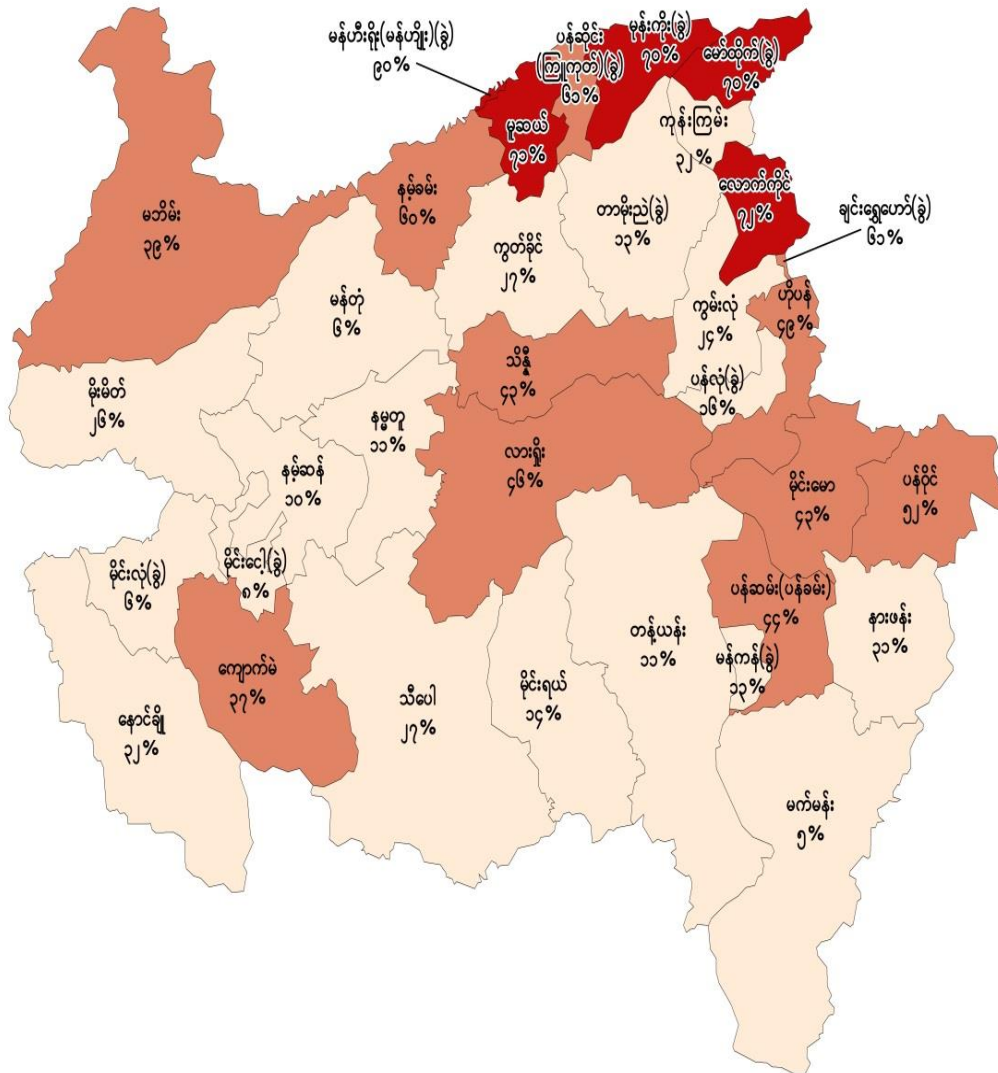 မန်ဟီးရိုး(မန်ဟျိုး)(ခွဲ)
၉၀%
ပန်ဆိုင်း
(ကြူကုတ်)(ခွဲ)
၆၁%
မုန်းကိုး(ခွဲ)
၇၀%
မော်ထိုက်(ခွဲ)
၇၀%
ကုန်းကြမ်း
၃၂%
မူဆယ်
၇၁%
လောက်ကိုင်
၇၂%
ချင်းရွှေဟော်(ခွဲ)
၆၁%
မဘိမ်း
၃၉%
နမ့်ခမ်း
၆၀%
တာမိုးညဲ(ခွဲ)
၁၃%
ကွတ်ခိုင်
၂၇%
ကွမ်းလုံ
၂၄%
ဟိုပန်
၄၉%
မန်တုံ
၆%
သိန္နီ
၄၃%
ပန်လုံ(ခွဲ)
၁၆%
မိုးမိတ်
၂၆%
နမ္မတူ
၁၁%
လားရှိုး
၄၆%
နမ့်ဆန်
၁၀%
မိုင်းမော
၄၃%
ပန်ဝိုင်
၅၂%
မိုင်းလုံ(ခွဲ)
၆%
မိုင်းငေါ့(ခွဲ)
၈%
ပန်ဆမ်း(ပန်ခမ်း)
၄၄%
နားဖန်း
၃၁%
ကျောက်မဲ
၃၇%
တန့်ယန်း
၁၁%
မန်ကန်(ခွဲ)
၁၃%
နောင်ချို
၃၂%
သီပေါ
၂၇%
မိုင်းရယ်
၁၄%
မက်မန်း
၅%